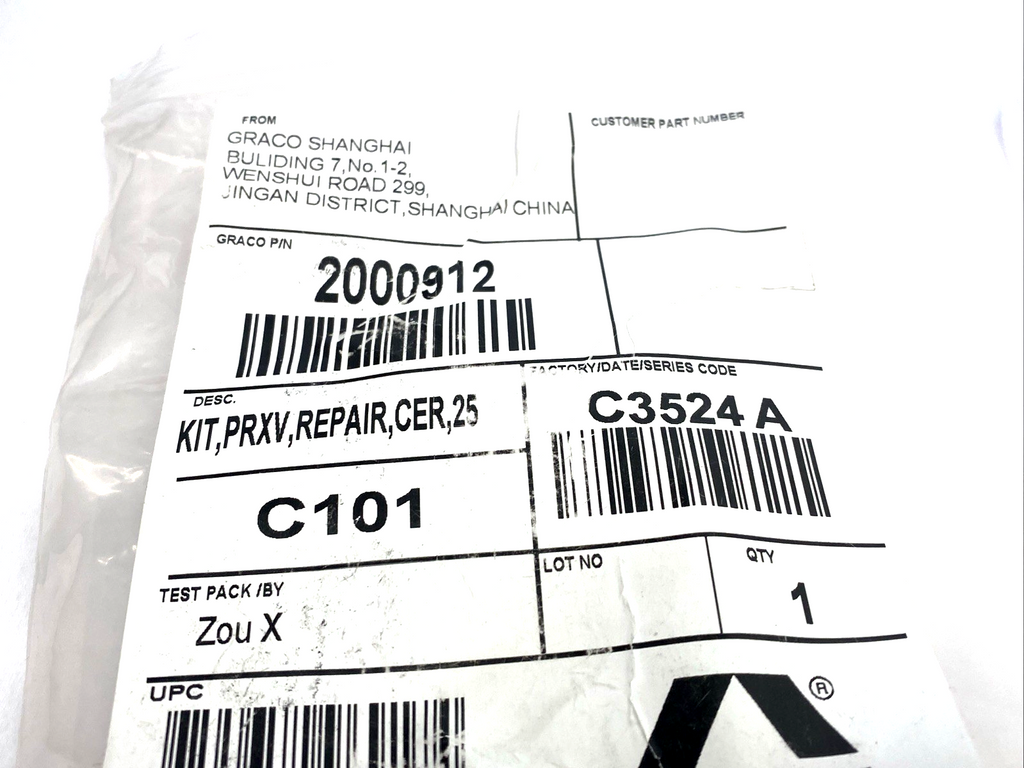 FROM
GRACO SHANGHAI
BULIDING 7,No.1-2,
WENSHUI ROAD 299,
JINGAN DISTRICT,SHANGHAI CHINA
CUSTOMER PART NUMBER
GRACO P/N
2000912
DESC.
KIT,PRXV,REPAIR,CER,25
FACTORY/DATE/SERIES CODE
C3524 A
C101
TEST PACK /BY
Zou X
LOT NO
QTY
1
UPC
®